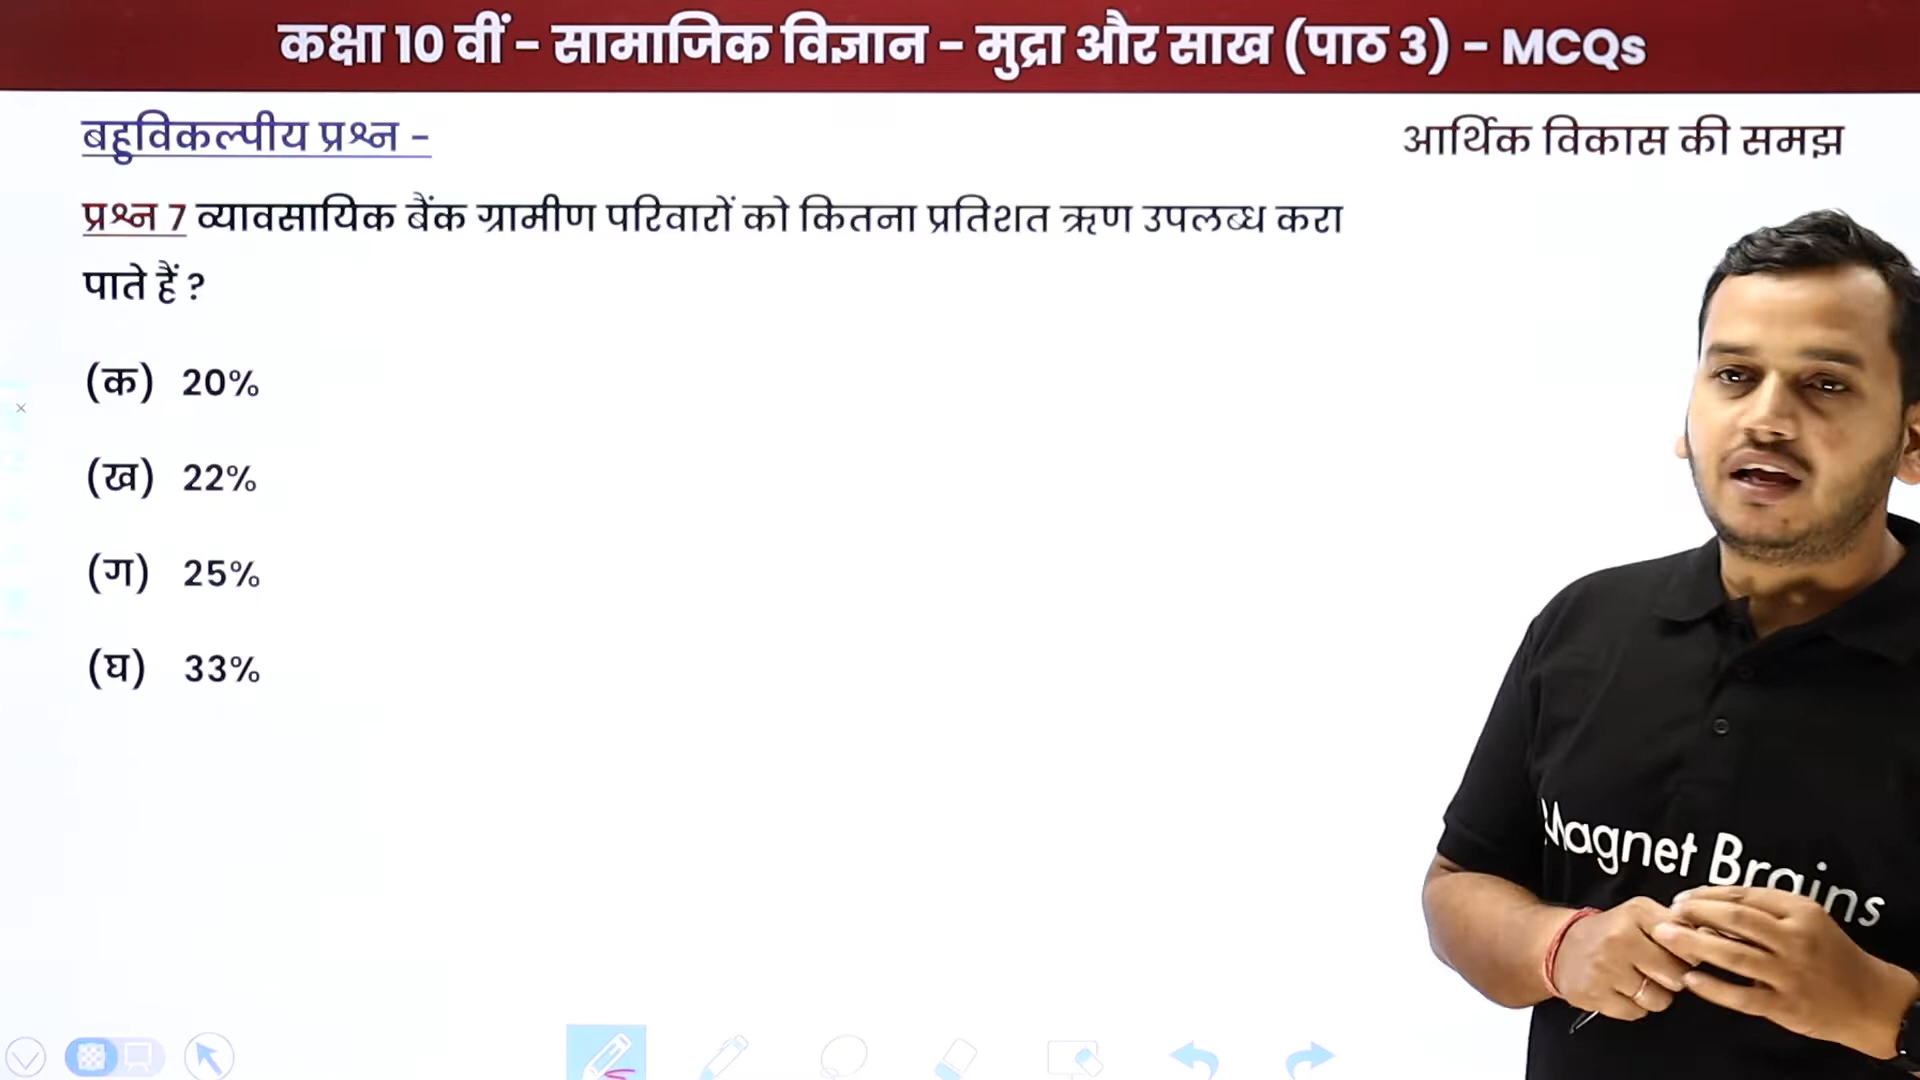 कक्षा 10 वीं - सामाजिक विज्ञान - मुद्रा और साख (पाठ 3) - MCQs
बहुविकल्पीय प्रश्न -
आर्थिक विकास की समझ
प्रश्न 7 व्यावसायिक बैंक ग्रामीण परिवारों को कितना प्रतिशत ऋण उपलब्ध करा
पाते हैं ?
(क) 20%
(ख) 22%
(ग) 25%
(घ) 33%
Magnet Brains